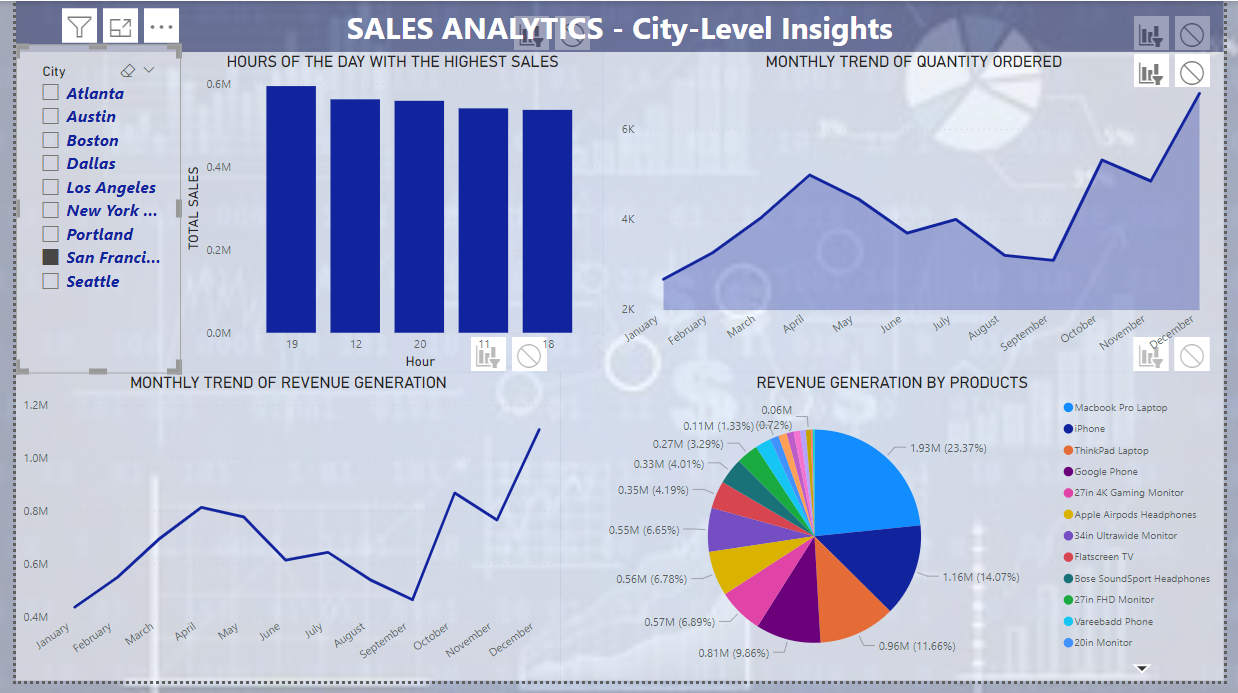 SALES ANALYTICS - City-Level Insights
City
Atlanta
Austin
Boston
Dallas
Los Angeles
New York ...
Portland
San Franci...
Seattle
HOURS OF THE DAY WITH THE HIGHEST SALES
TOTAL SALES
0.6M
0.4M
0.2M
0.0M
19
12
20
11
18
Hour
MONTHLY TREND OF QUANTITY ORDERED
3%
5%
6K
4K
2K
January
February
March
April
May
June
July
August
September
October
November
December
MONTHLY TREND OF REVENUE GENERATION
1.2M
1.0M
0.8M
0.6M
0.4M
January
February
March
April
May
June
July
August
September
October
November
December
REVENUE GENERATION BY PRODUCTS
0.06M
(0.72%)
0.11M (1.33%)
0.27M (3.29%)
0.33M (4.01%)
0.35M (4.19%)
0.55M (6.65%)
0.56M (6.78%)
0.57M (6.89%)
0.81M (9.86%)
0.96M (11.66%)
1.16M (14.07%)
1.93M (23.37%)
Macbook Pro Laptop
iPhone
ThinkPad Laptop
Google Phone
27in 4K Gaming Monitor
Apple Airpods Headphones
34in Ultrawide Monitor
Flatscreen TV
Bose SoundSport Headphones
27in FHD Monitor
Vareebadd Phone
20in Monitor